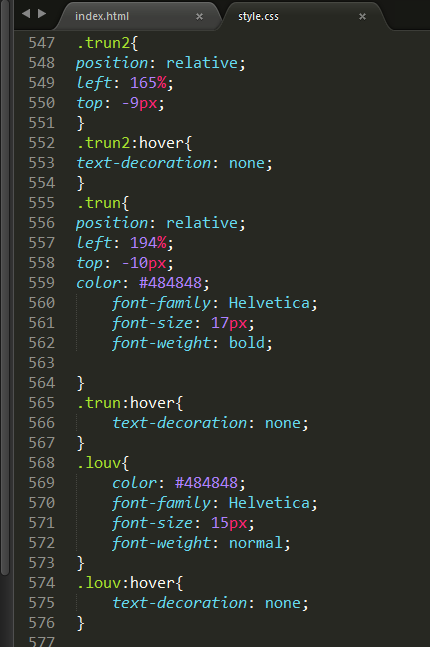 index.html × style.css ×
547 .trun2{
548 position: relative;
549 left: 165%;
550 top: -9px;
551 }
552 .trun2:hover{
553 text-decoration: none;
554 }
555 .trun{
556 position: relative;
557 left: 194%;
558 top: -10px;
559 color: #484848;
560     font-family: Helvetica;
561     font-size: 17px;
562     font-weight: bold;
563
564 }
565 .trun:hover{
566     text-decoration: none;
567 }
568 .louv{
569     color: #484848;
570     font-family: Helvetica;
571     font-size: 15px;
572     font-weight: normal;
573 }
574 .louv:hover{
575     text-decoration: none;
576 }
577